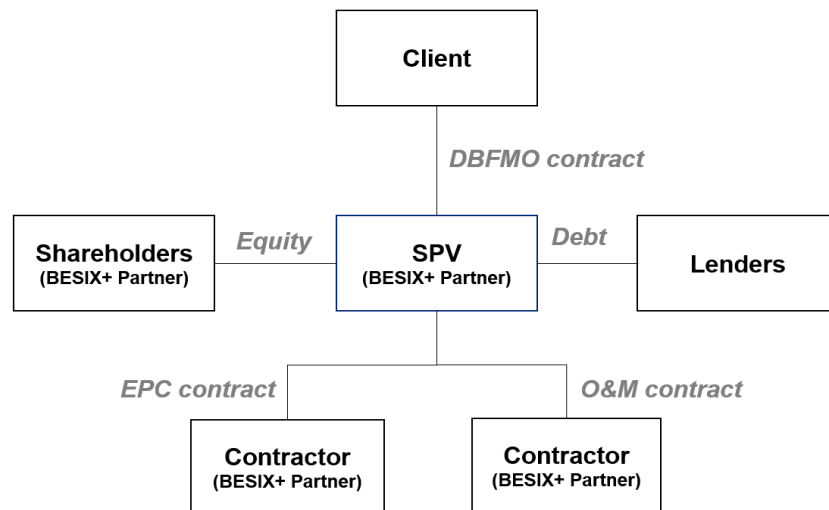 Client
DBFMO contract
Shareholders
(BESIX+ Partner)
Equity
SPV
(BESIX+ Partner)
Debt
Lenders
EPC contract
O&M contract
Contractor
(BESIX+ Partner)
Contractor
(BESIX+ Partner)